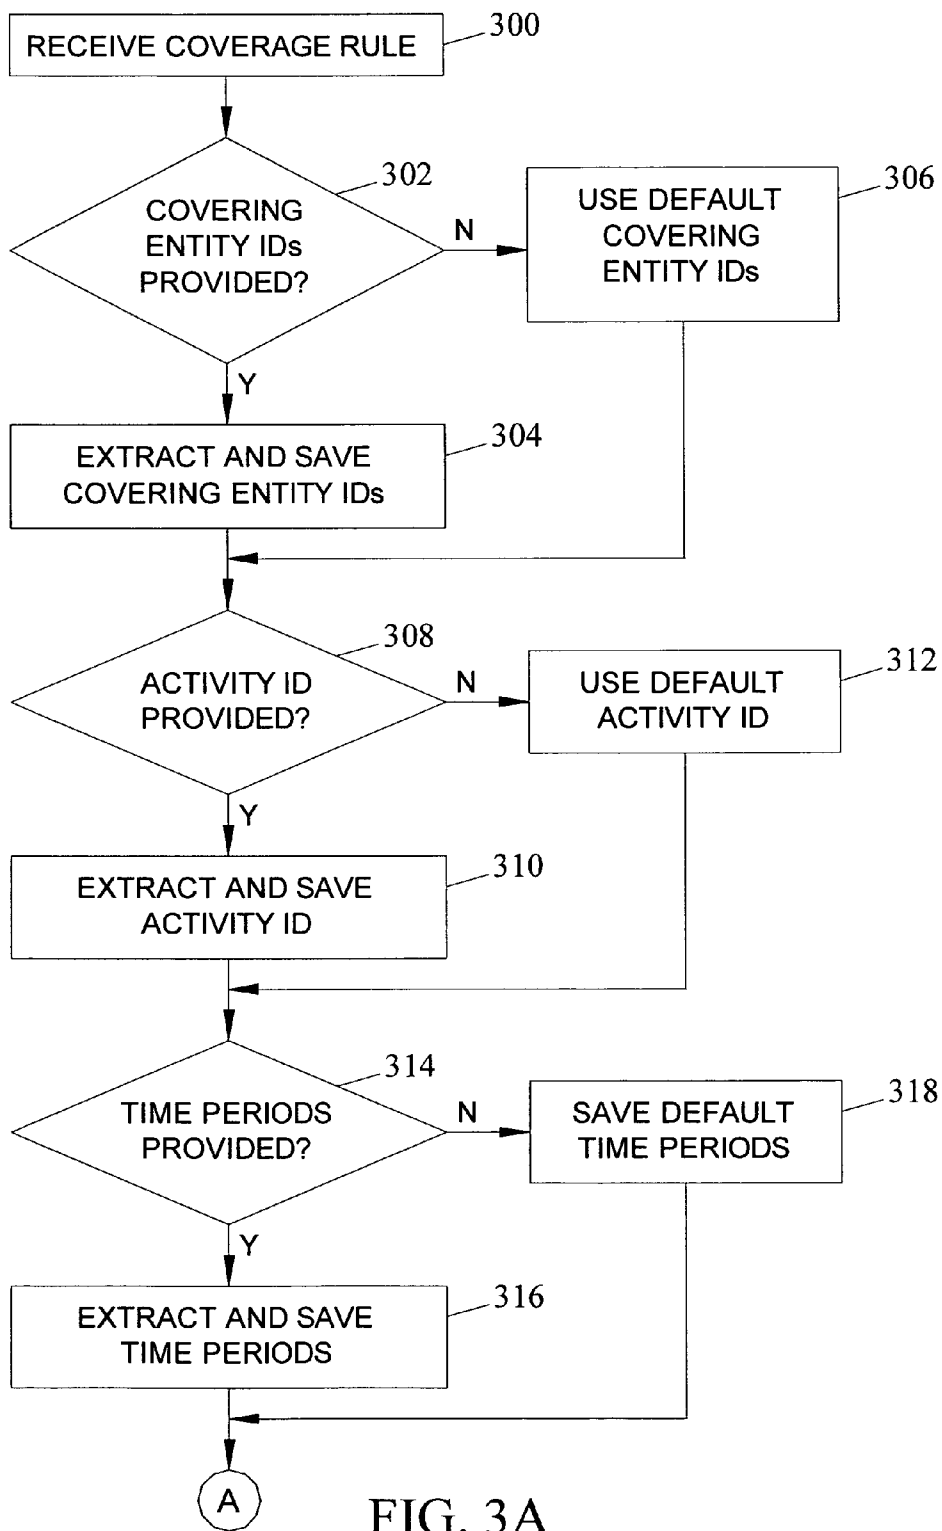 RECEIVE COVERAGE RULE
300
302
COVERING
ENTITY IDs
PROVIDED?
N
USE DEFAULT
COVERING
ENTITY IDs
306
Y
EXTRACT AND SAVE
COVERING ENTITY IDs
304
308
ACTIVITY ID
PROVIDED?
N
USE DEFAULT
ACTIVITY ID
312
Y
EXTRACT AND SAVE
ACTIVITY ID
310
314
TIME PERIODS
PROVIDED?
N
SAVE DEFAULT
TIME PERIODS
318
Y
EXTRACT AND SAVE
TIME PERIODS
316
A
FIG. 3A